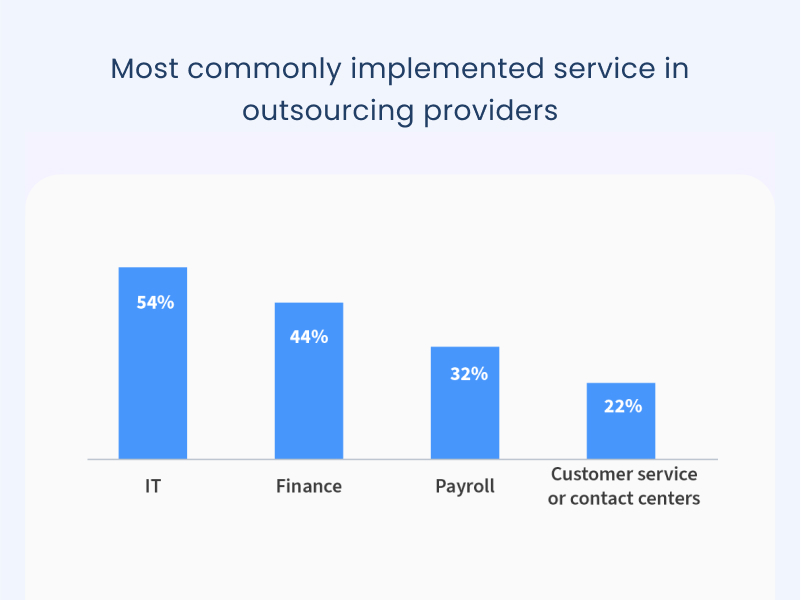 Most commonly implemented service in
outsourcing providers
54%
44%
32%
22%
IT
Finance
Payroll
Customer service
or contact centers